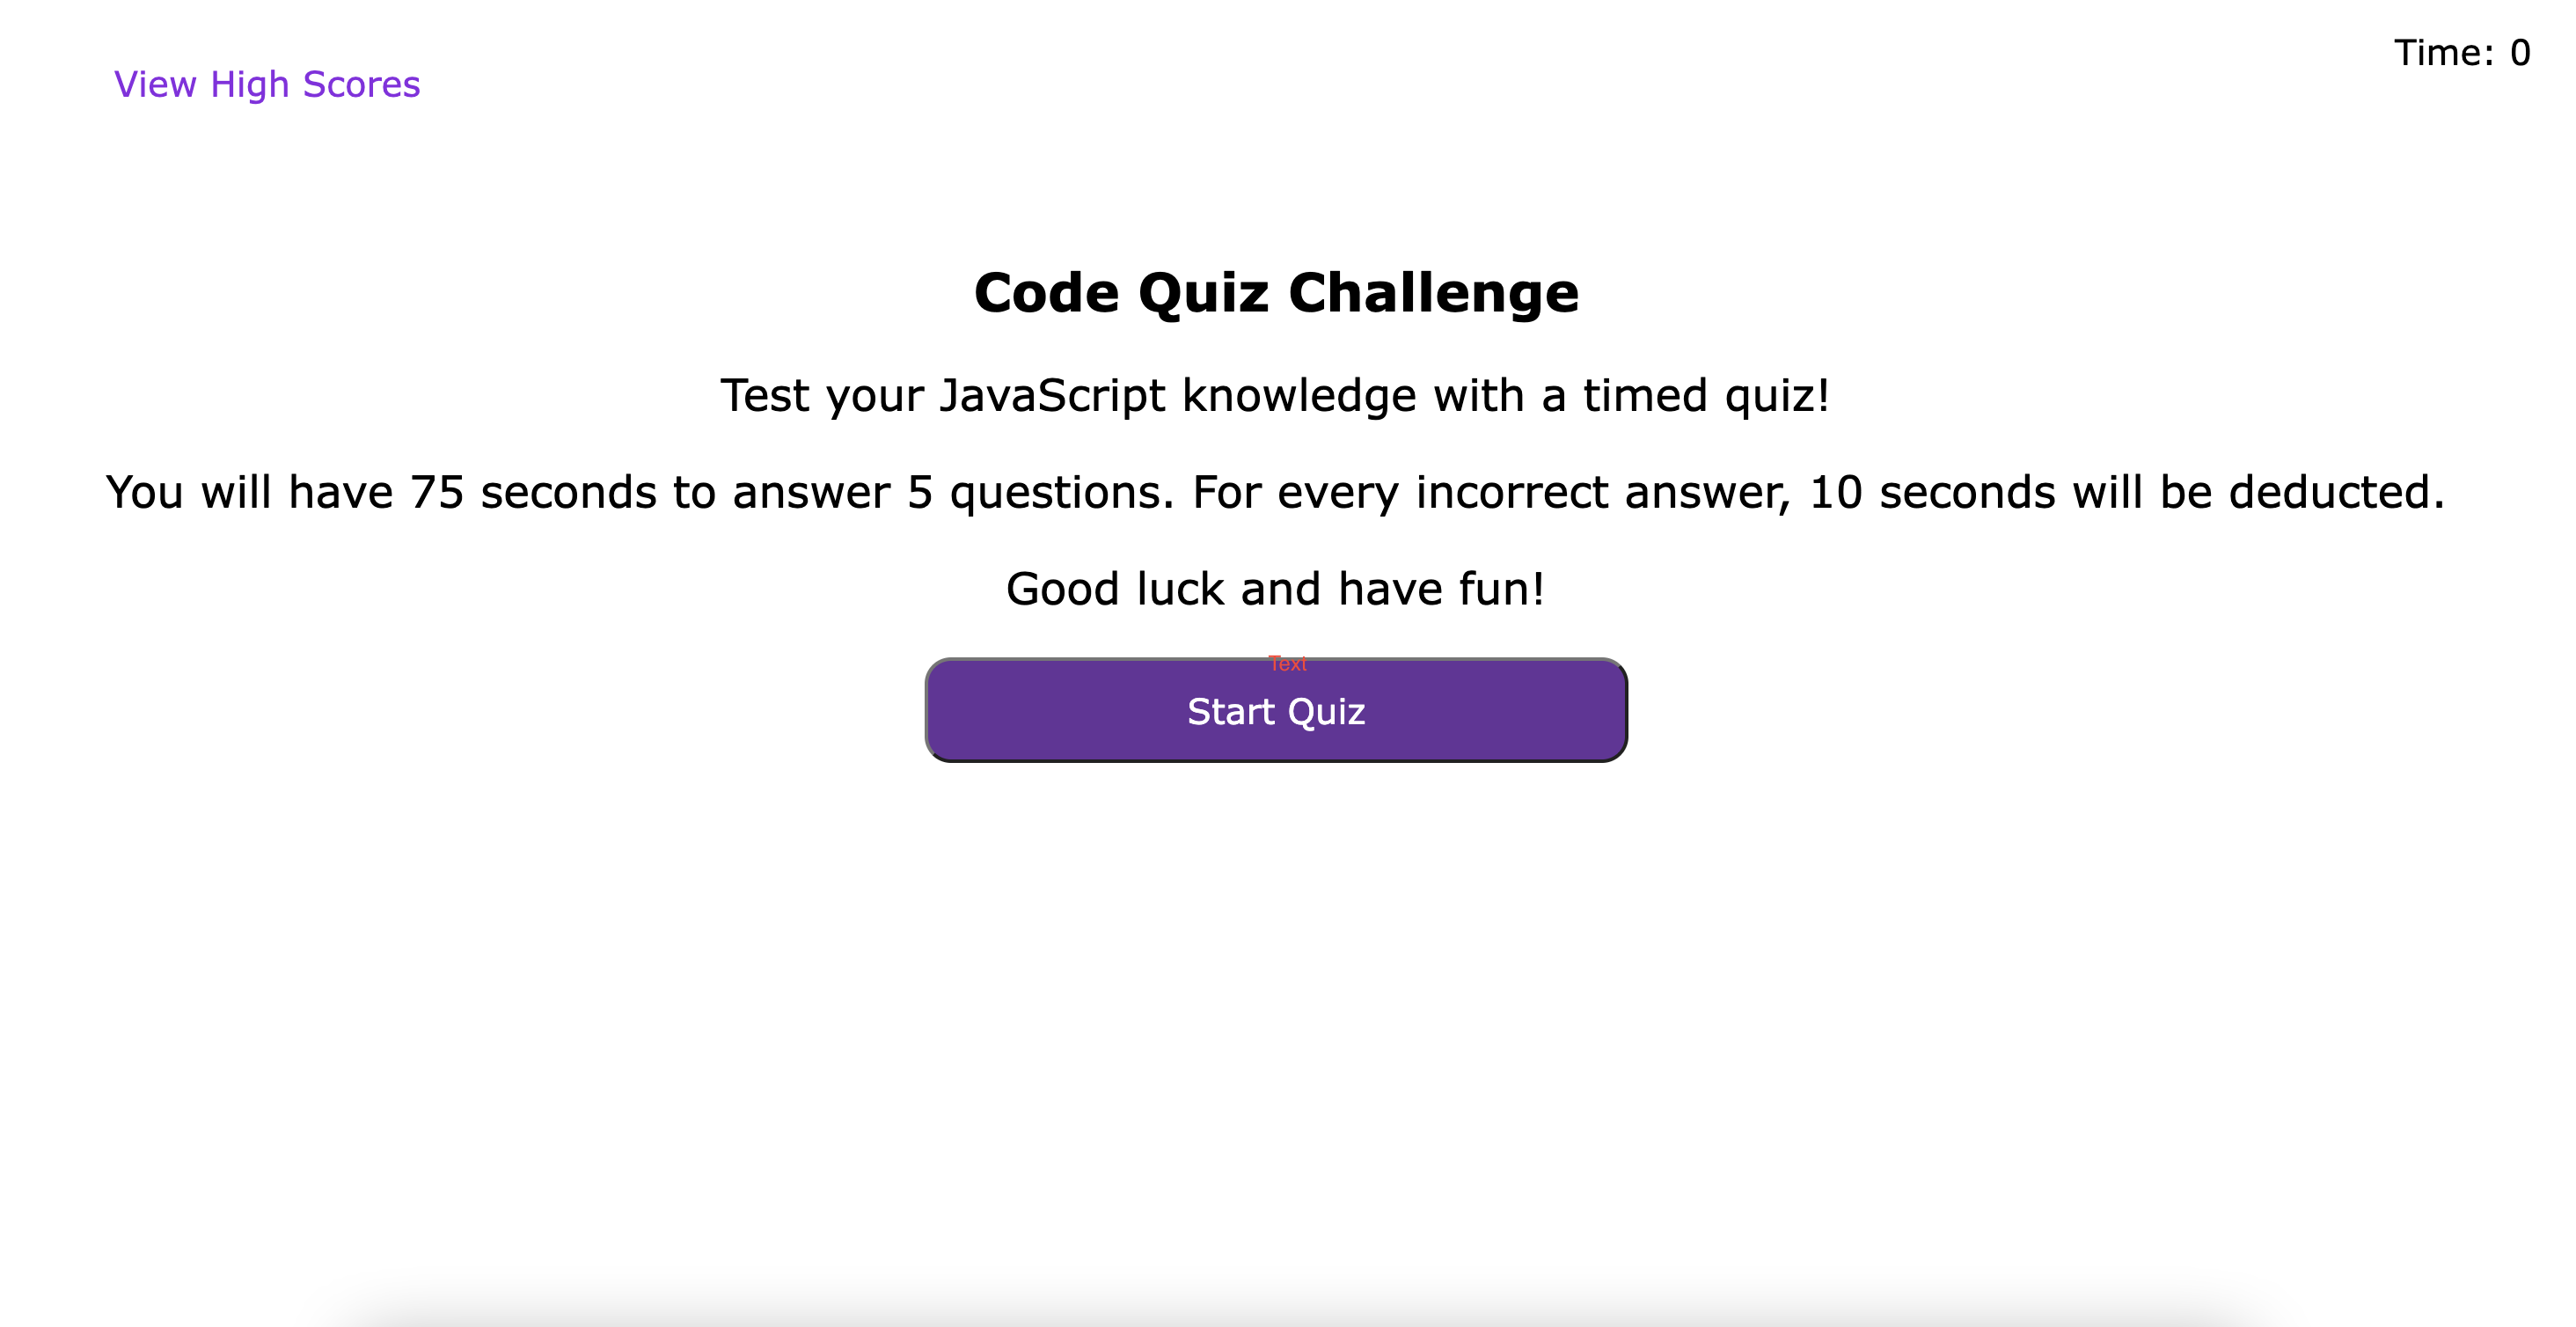 View High Scores
Time: 0
Code Quiz Challenge
Test your JavaScript knowledge with a timed quiz!
You will have 75 seconds to answer 5 questions. For every incorrect answer, 10 seconds will be deducted.
Good luck and have fun!
Text
Start Quiz